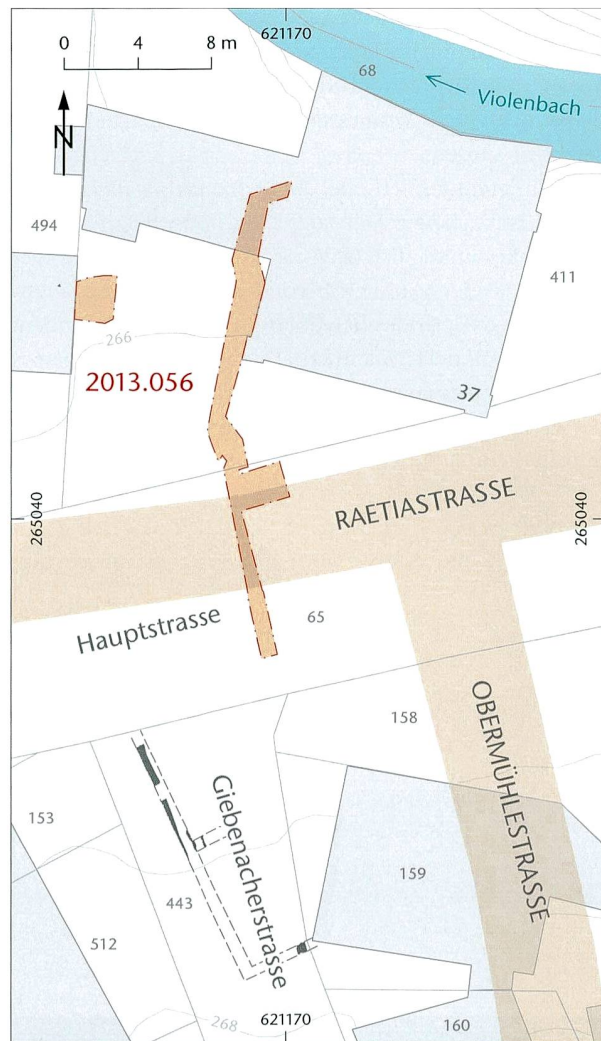 621170
0 4 8 m
68
Violenbach
N
494
411
266
2013.056
37
265040
RAETIASTRASSE
265040
Hauptstrasse
65
158
OBERMÜHLESTRASSE
153
Giebenacherstrasse
159
443
512
268
621170
160